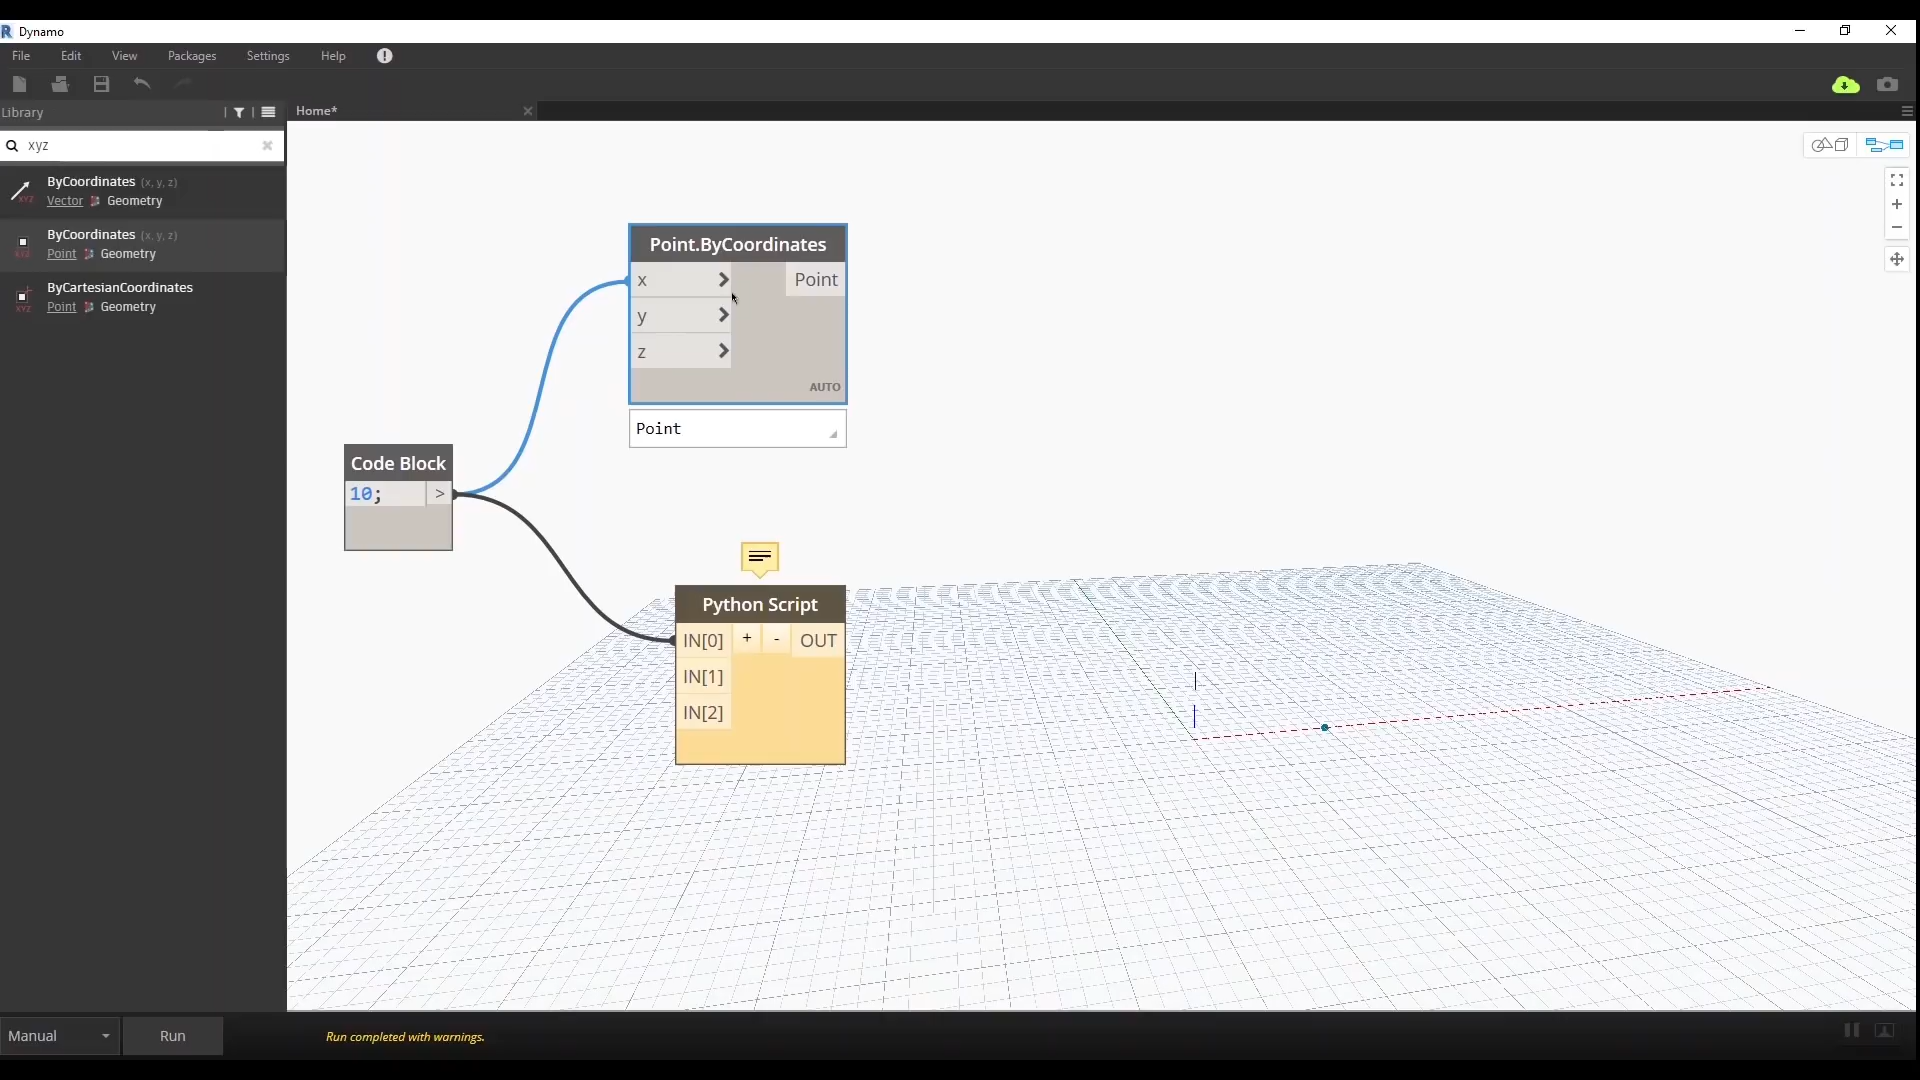 Dynamo
File Edit View Packages Settings Help
Library
Home*
xyz
ByCoordinates (x, y, z)
Vector Geometry
ByCoordinates (x, y, z)
Point Geometry
ByCartesianCoordinates
Point Geometry
Point.ByCoordinates
x > Point
y >
z >
AUTO
Point
Code Block
10; >
Python Script
IN[0] + - OUT
IN[1]
IN[2]
Manual Run Run completed with warnings.